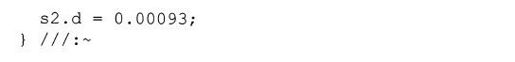 s2.d = 0.00093;
} ///:~